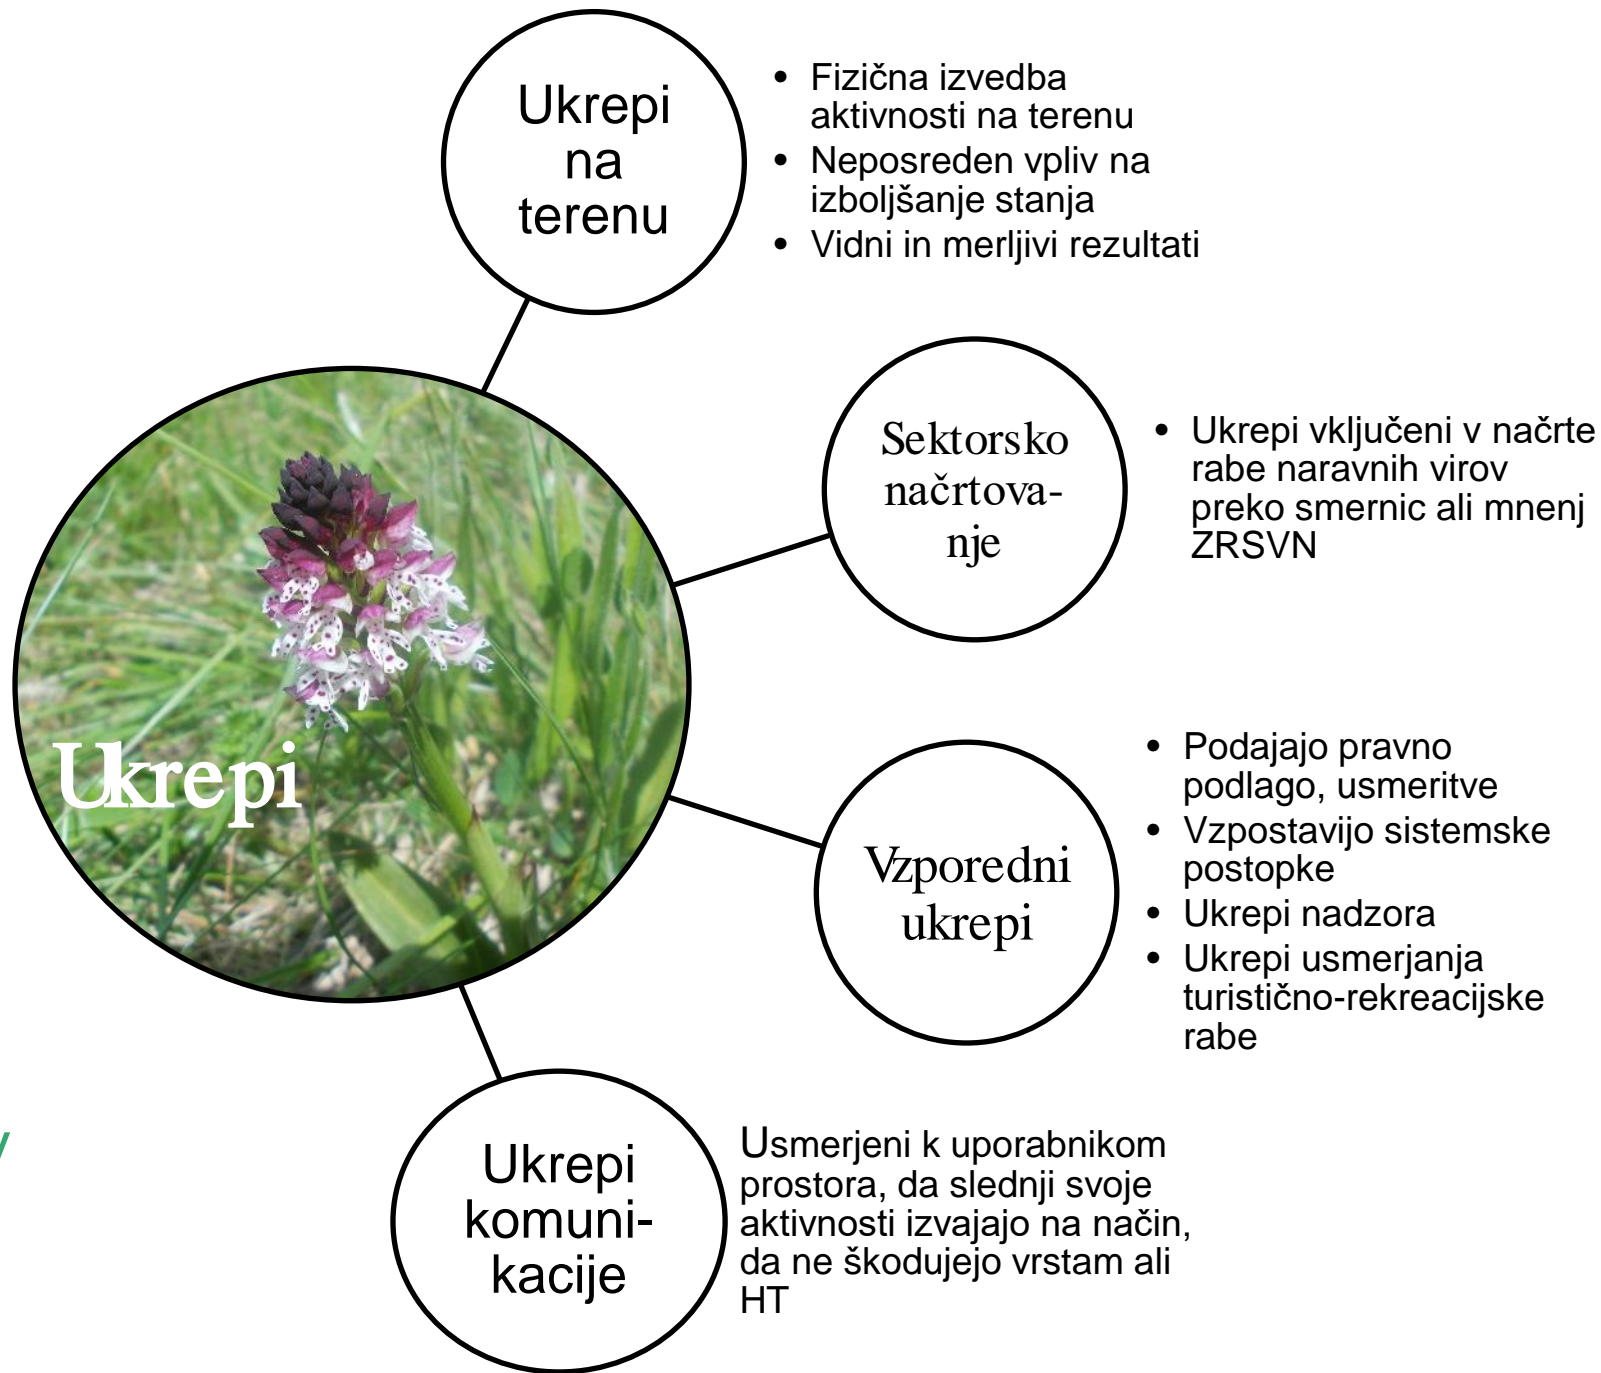 Ukrepi
na
terenu
• Fizična izvedba
aktivnosti na terenu
• Neposreden vpliv na
izboljšanje stanja
• Vidni in merljivi rezultati
Sektorsko
načrtova-
nje
• Ukrepi vključeni v načrte
rabe naravnih virov
preko smernic ali mnenj
ZRSVN
Ukrepi
Vzporedni
ukrepi
• Podajajo pravno
podlago, usmeritve
• Vzpostavijo sistemske
postopke
• Ukrepi nadzora
• Ukrepi usmerjanja
turistično-rekreacijske
rabe
Ukrepi
komuni-
kacije
Usmerjeni k uporabnikom
prostora, da slednji svoje
aktivnosti izvajajo na način,
da ne škodujejo vrstam ali
HT